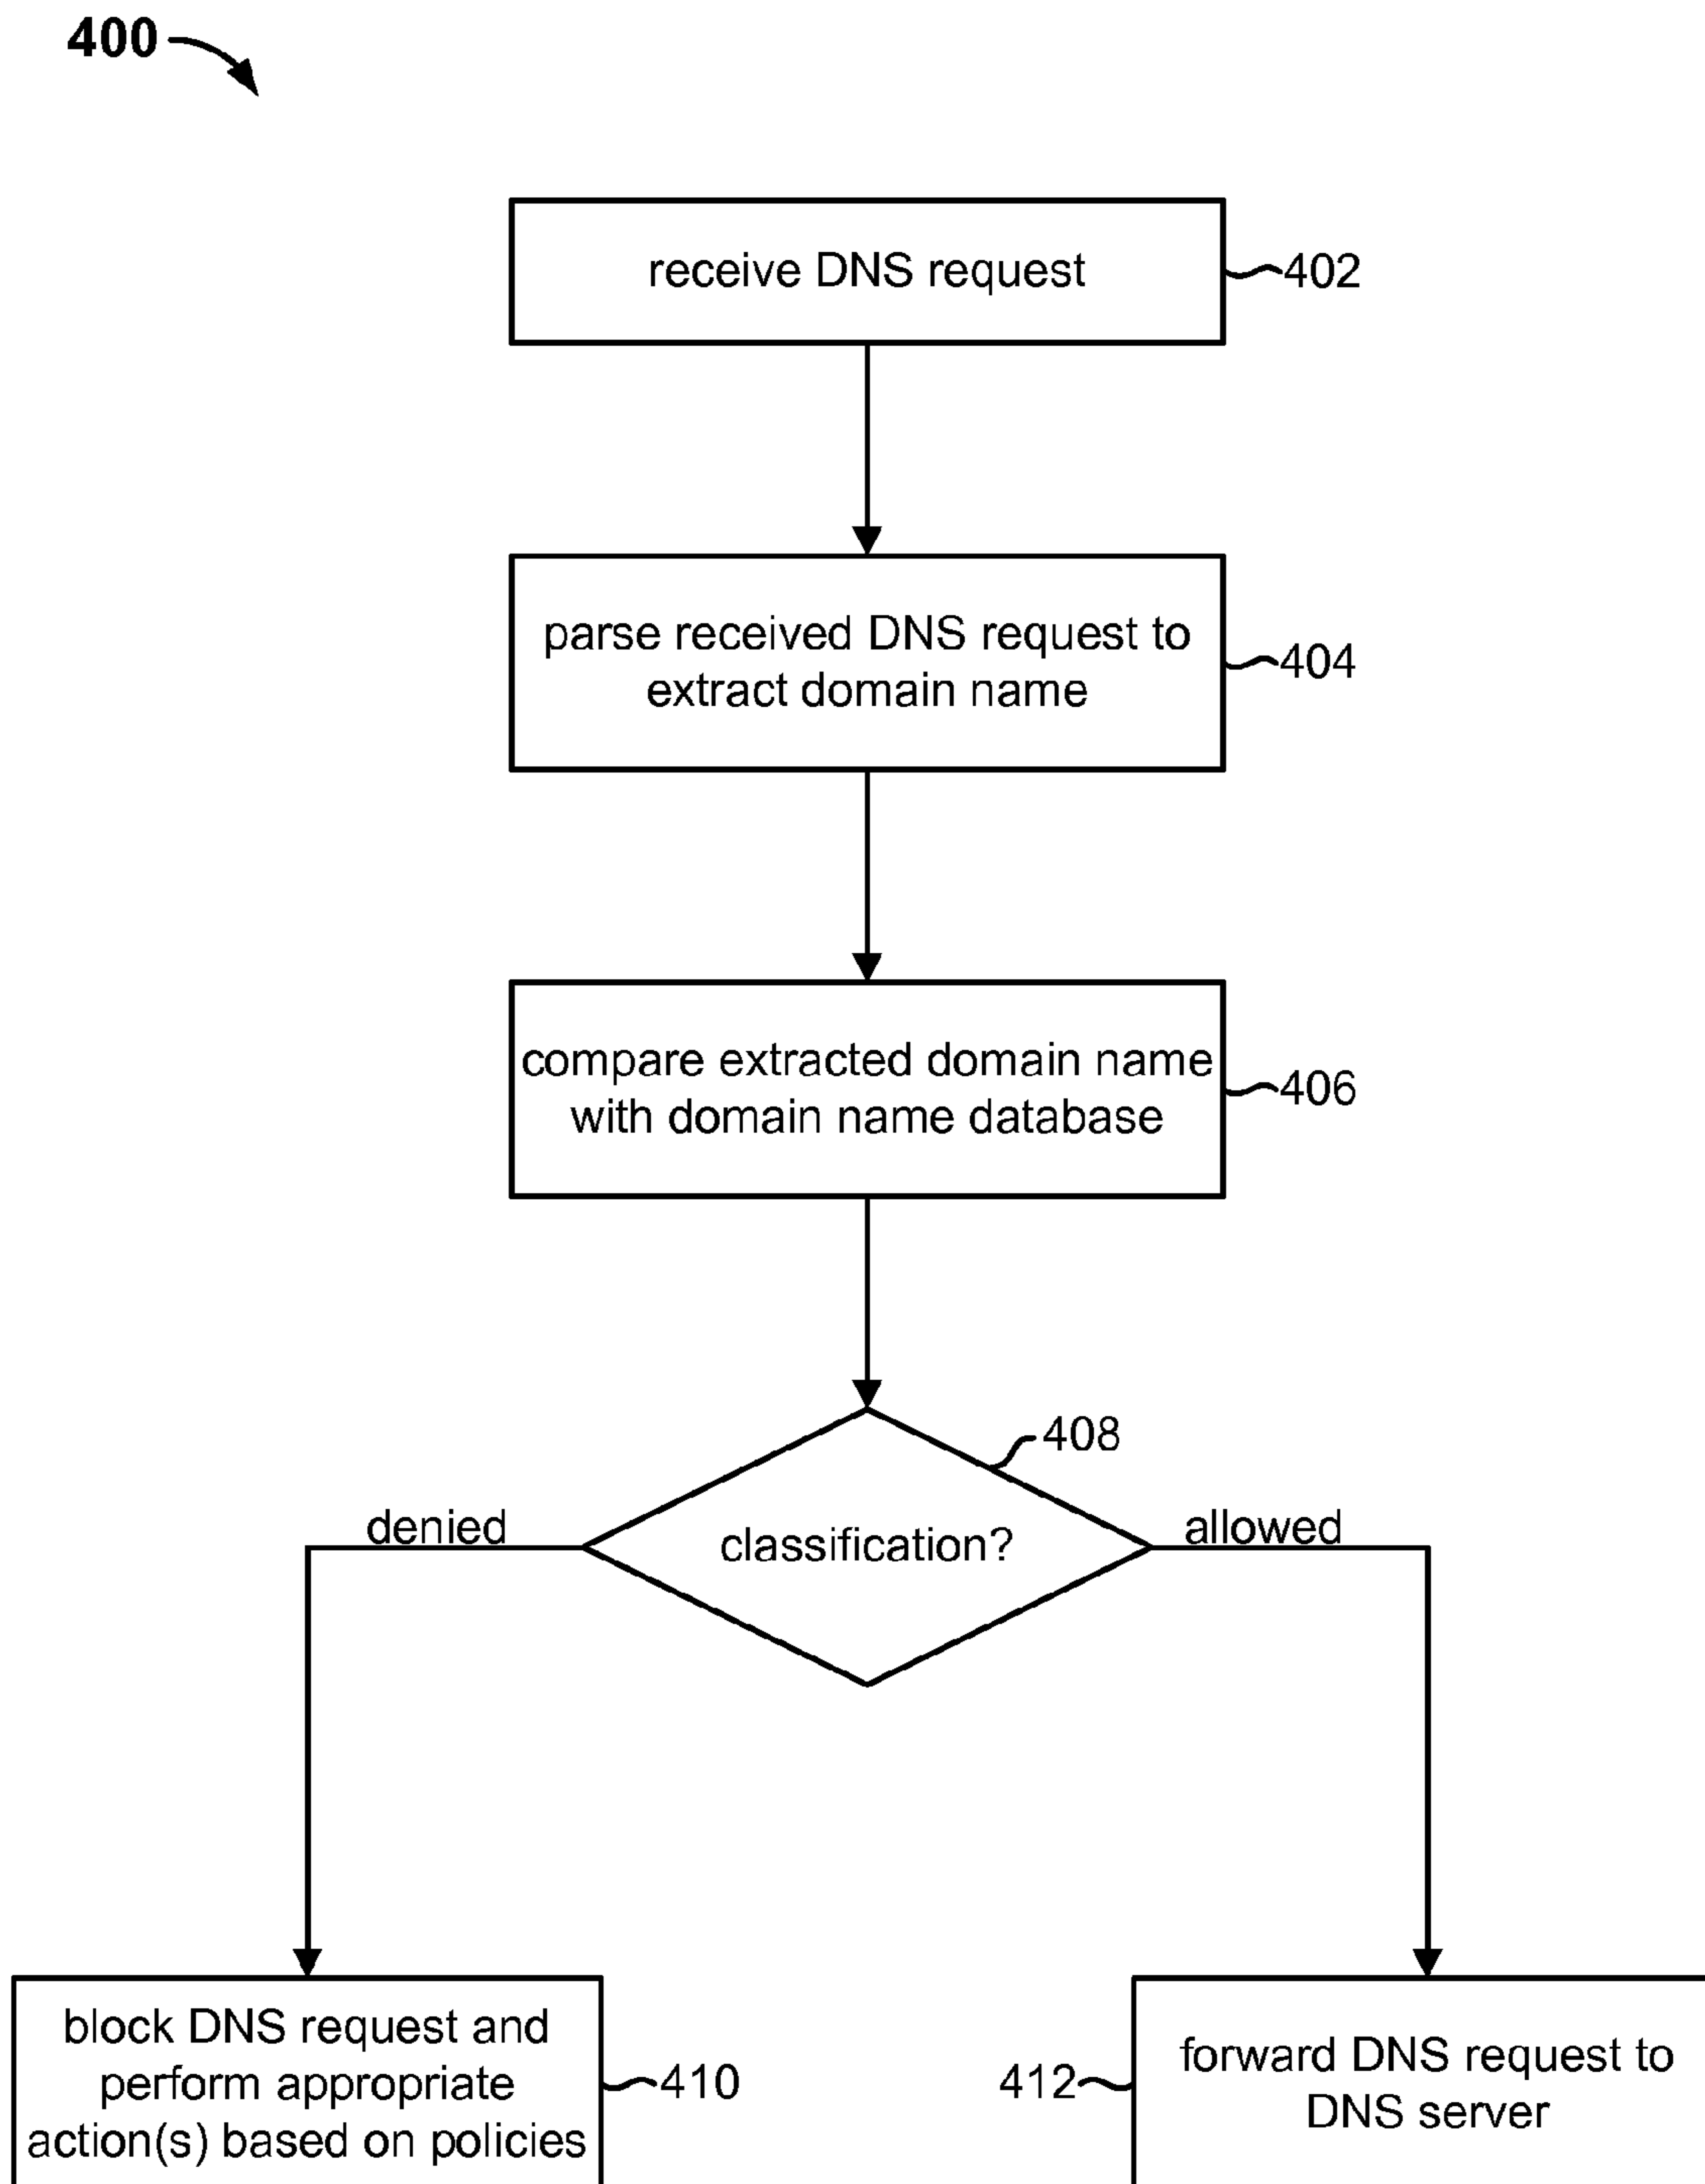 400
receive DNS request
402
parse received DNS request to
extract domain name
404
compare extracted domain name
with domain name database
406
408
denied
classification?
allowed
block DNS request and
perform appropriate
action(s) based on policies
410
412
forward DNS request to
DNS server